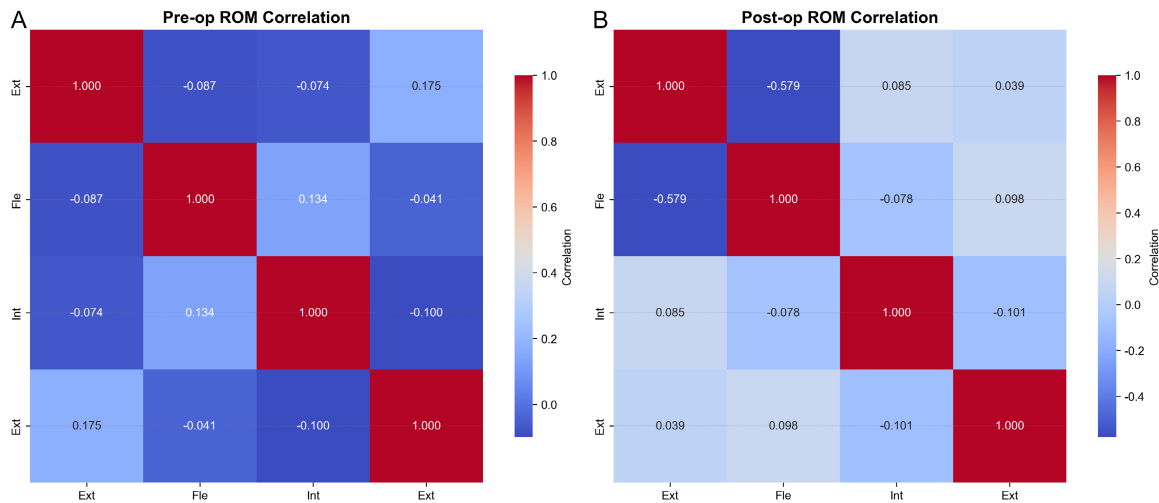 A
Pre-op ROM Correlation
Ext 1.000 -0.087 -0.074 0.175
Fle -0.087 1.000 0.134 -0.041
Int -0.074 0.134 1.000 -0.100
Ext 0.175 -0.041 -0.100 1.000
Ext Fle Int Ext
1.0
0.8
0.6
0.4
0.2
0.0
Correlation
B
Post-op ROM Correlation
Ext 1.000 -0.579 0.085 0.039
Fle -0.579 1.000 -0.078 0.098
Int 0.085 -0.078 1.000 -0.101
Ext 0.039 0.098 -0.101 1.000
Ext Fle Int Ext
1.0
0.8
0.6
0.4
0.2
0.0
-0.2
-0.4
Correlation